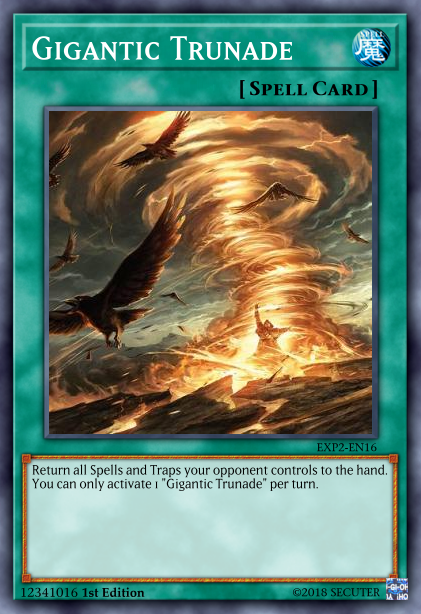 GIGANTIC TRUNADE
魔
[SPELL CARD]
EXP2-EN16
Return all Spells and Traps your opponent controls to the hand.
You can only activate 1 "Gigantic Trunade" per turn.
12341016 1st Edition
©2018 SECUTER